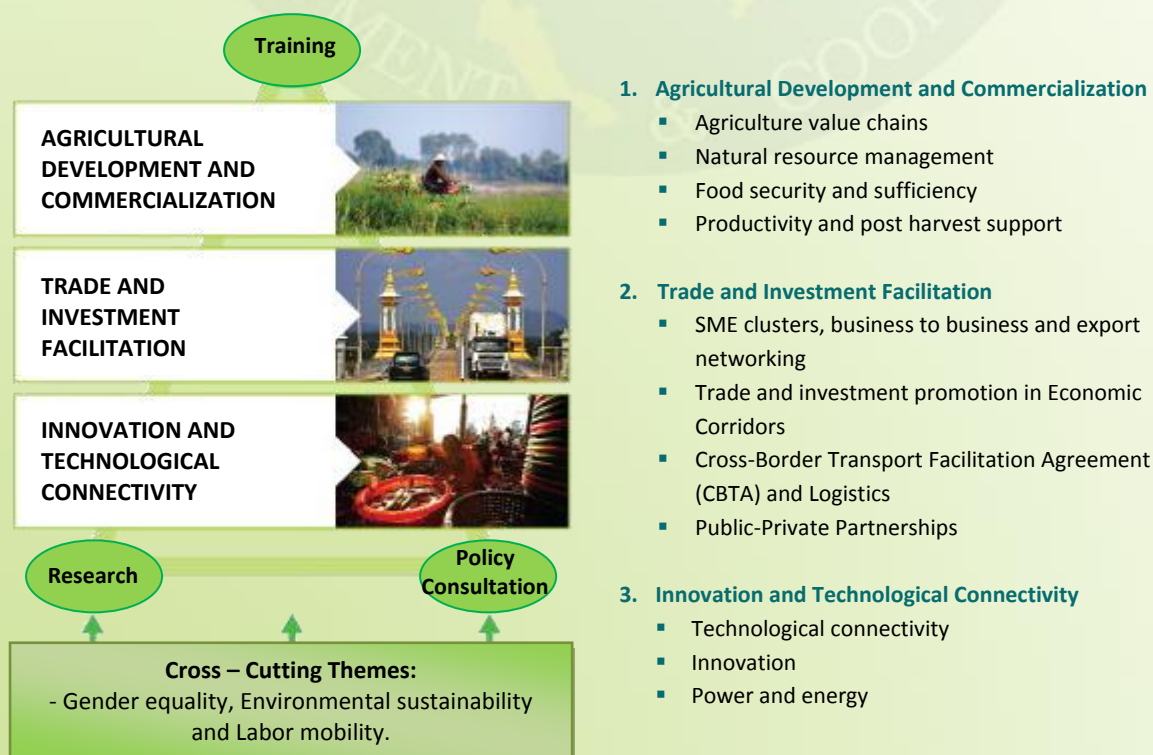 Training
AGRICULTURAL
DEVELOPMENT AND
COMMERCIALIZATION
TRADE AND
INVESTMENT
FACILITATION
INNOVATION AND
TECHNOLOGICAL
CONNECTIVITY
Research
Policy
Consultation
Cross – Cutting Themes:
- Gender equality, Environmental sustainability
and Labor mobility.
1. Agricultural Development and Commercialization
▪ Agriculture value chains
▪ Natural resource management
▪ Food security and sufficiency
▪ Productivity and post harvest support
2. Trade and Investment Facilitation
▪ SME clusters, business to business and export
networking
▪ Trade and investment promotion in Economic
Corridors
▪ Cross-Border Transport Facilitation Agreement
(CBTA) and Logistics
▪ Public-Private Partnerships
3. Innovation and Technological Connectivity
▪ Technological connectivity
▪ Innovation
▪ Power and energy